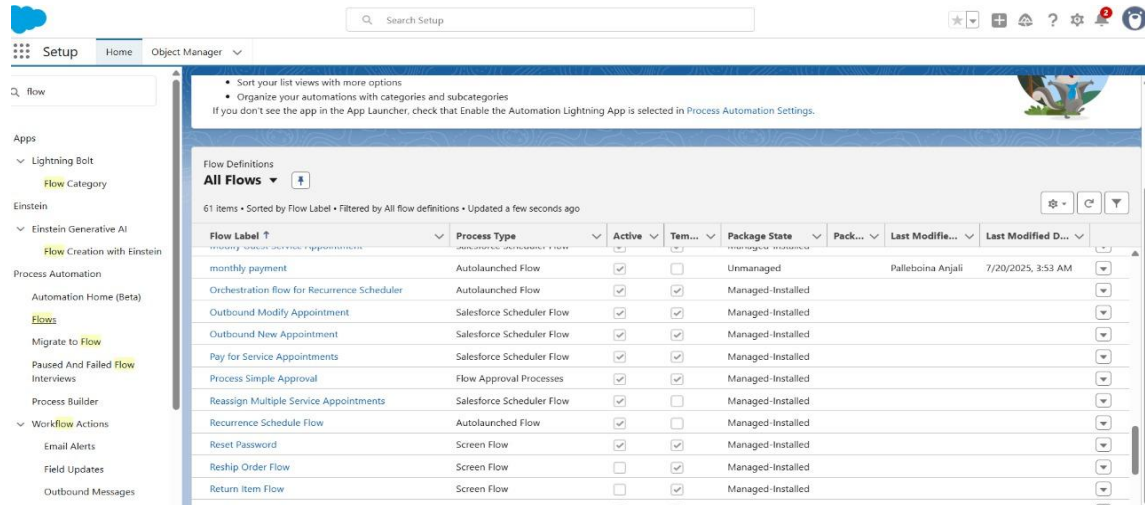 Search Setup
2
Setup Home Object Manager
flow
Apps
Lightning Bolt
Flow Category
Einstein
Einstein Generative AI
Flow Creation with Einstein
Process Automation
Automation Home (Beta)
Flows
Migrate to Flow
Paused And Failed Flow
Interviews
Process Builder
Workflow Actions
Email Alerts
Field Updates
Outbound Messages
• Sort your list views with more options
• Organize your automations with categories and subcategories
If you don't see the app in the App Launcher, check that Enable the Automation Lightning App is selected in Process Automation Settings.
Flow Definitions
All Flows
61 items • Sorted by Flow Label • Filtered by All flow definitions • Updated a few seconds ago
Flow Label ↑ Process Type Active Tem... Package State Pack... Last Modifie... Last Modified D...
Modify Guest Service Appointment Salesforce Scheduler Flow Managed-Installed
monthly payment Autolaunched Flow Unmanaged Palleboina Anjali 7/20/2025, 3:53 AM
Orchestration flow for Recurrence Scheduler Autolaunched Flow Managed-Installed
Outbound Modify Appointment Salesforce Scheduler Flow Managed-Installed
Outbound New Appointment Salesforce Scheduler Flow Managed-Installed
Pay for Service Appointments Salesforce Scheduler Flow Managed-Installed
Process Simple Approval Flow Approval Processes Managed-Installed
Reassign Multiple Service Appointments Salesforce Scheduler Flow Managed-Installed
Recurrence Schedule Flow Autolaunched Flow Managed-Installed
Reset Password Screen Flow Managed-Installed
Reship Order Flow Screen Flow Managed-Installed
Return Item Flow Screen Flow Managed-Installed